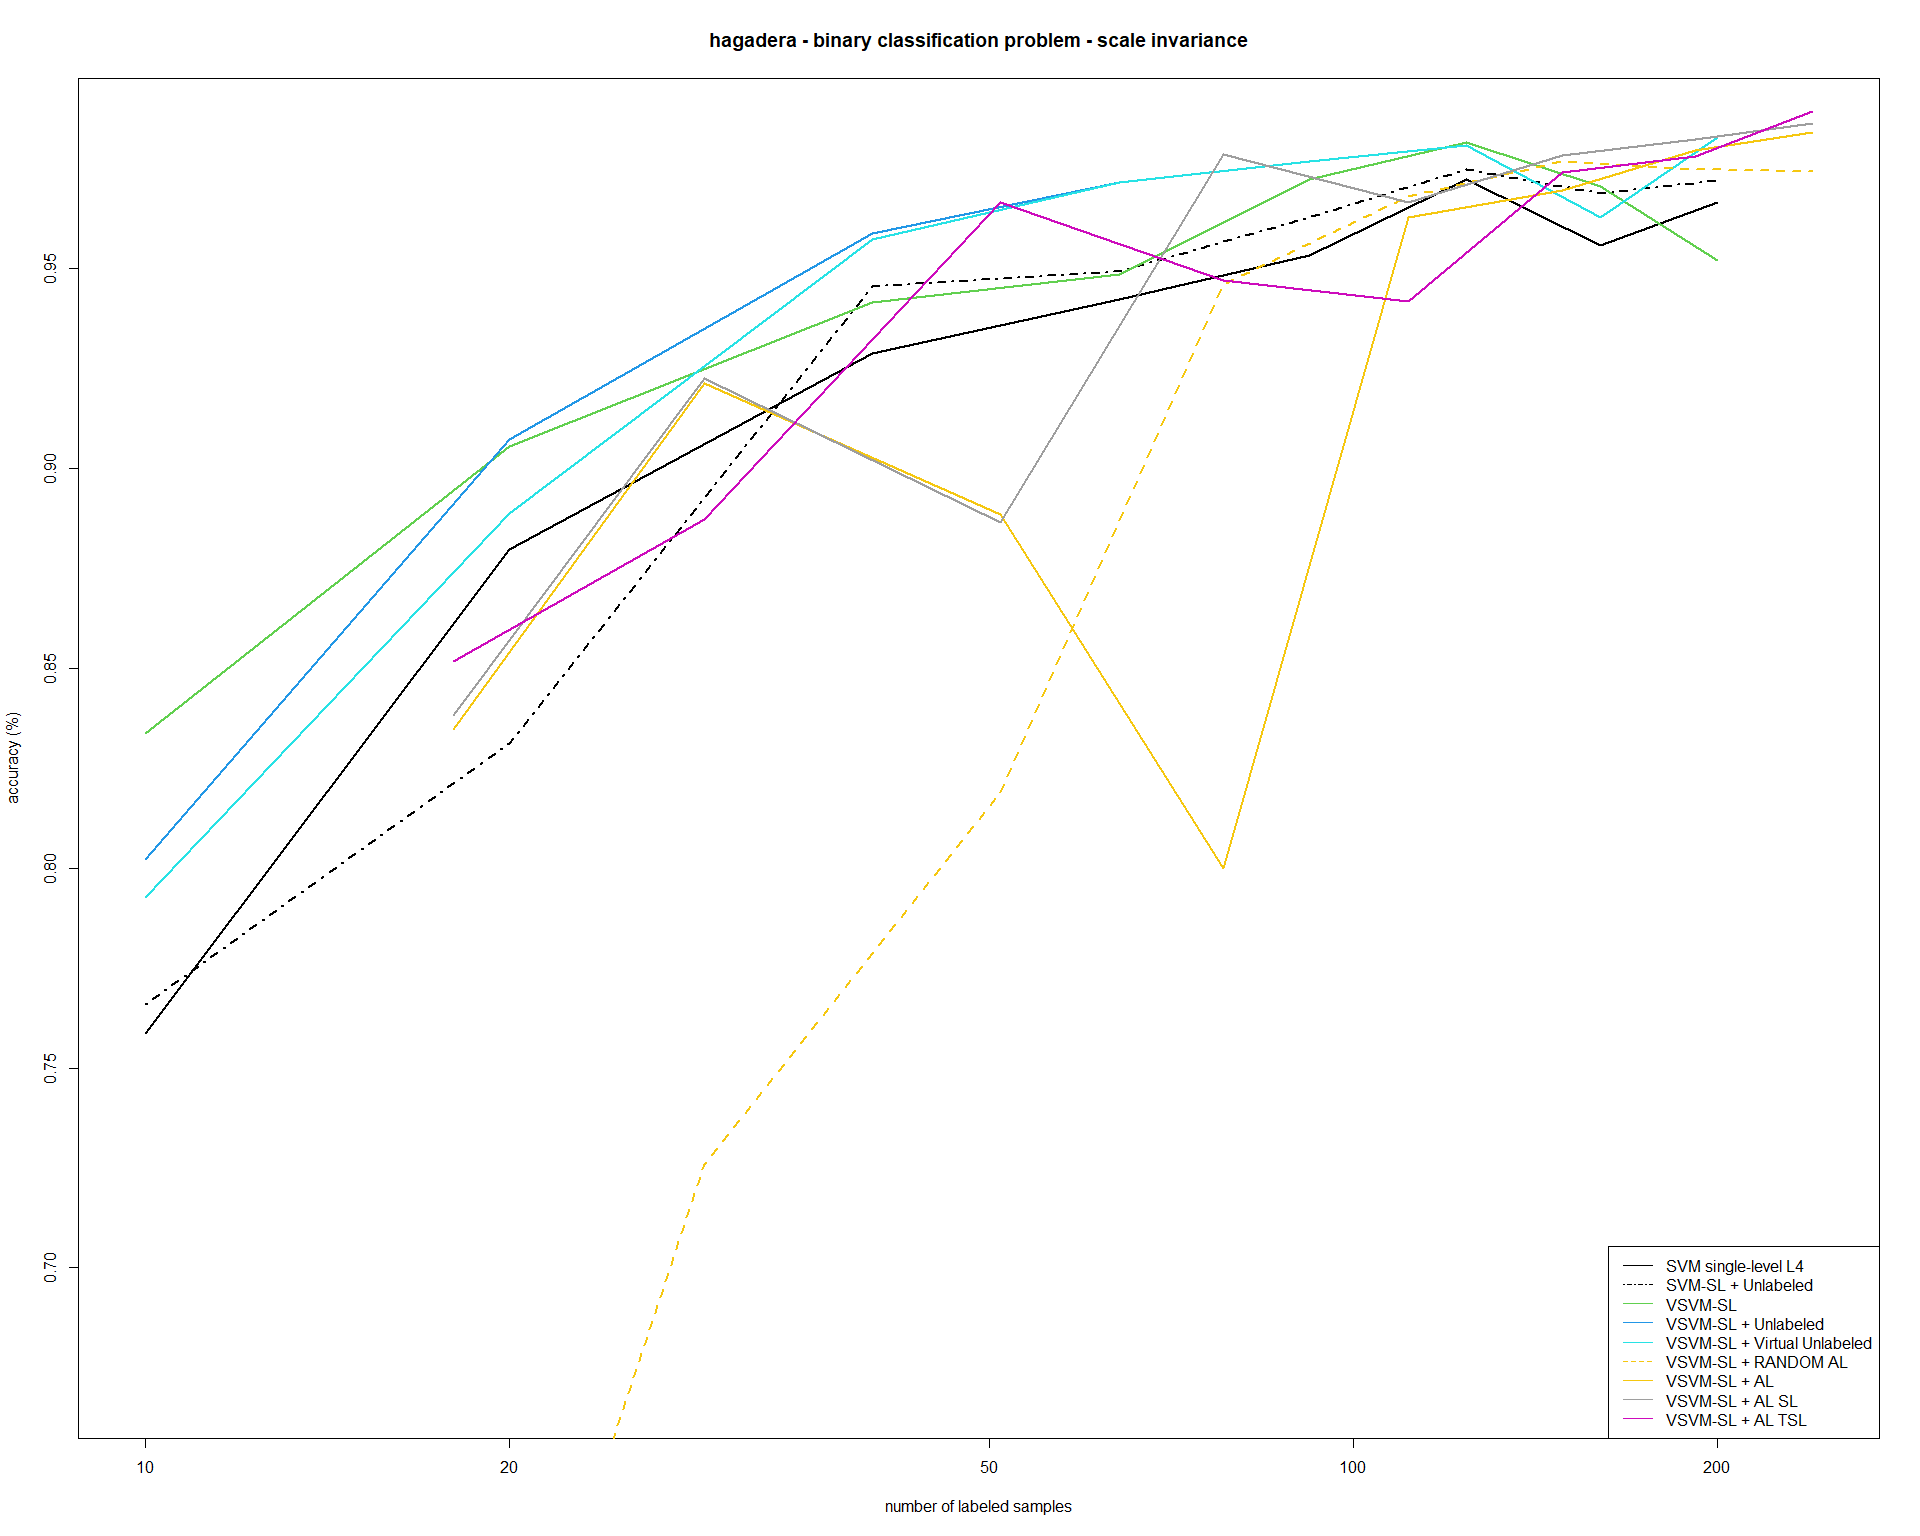 hagadera - binary classification problem - scale invariance
accuracy (%)
0.95
0.90
0.85
0.80
0.75
0.70
SVM single-level L4
SVM-SL + Unlabeled
VSVM-SL
VSVM-SL + Unlabeled
VSVM-SL + Virtual Unlabeled
VSVM-SL + RANDOM AL
VSVM-SL + AL
VSVM-SL + AL SL
VSVM-SL + AL TSL
10 20 50 100 200
number of labeled samples